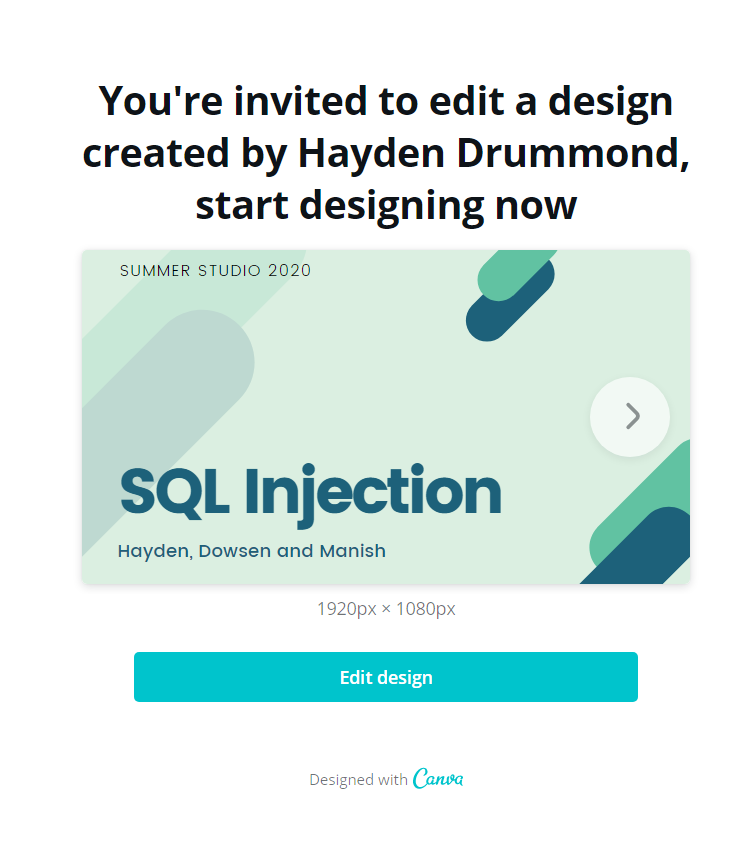 You're invited to edit a design
created by Hayden Drummond,
start designing now
SUMMER STUDIO 2020
SQL Injection
Hayden, Dowsen and Manish
1920px × 1080px
Edit design
Designed with Canva